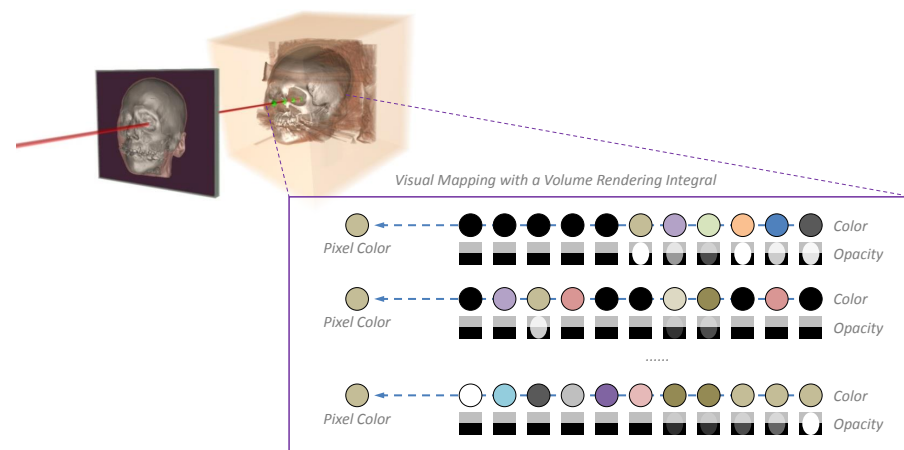 Visual Mapping with a Volume Rendering Integral
Color
Pixel Color
Opacity
Color
Pixel Color
Opacity
......
Color
Pixel Color
Opacity